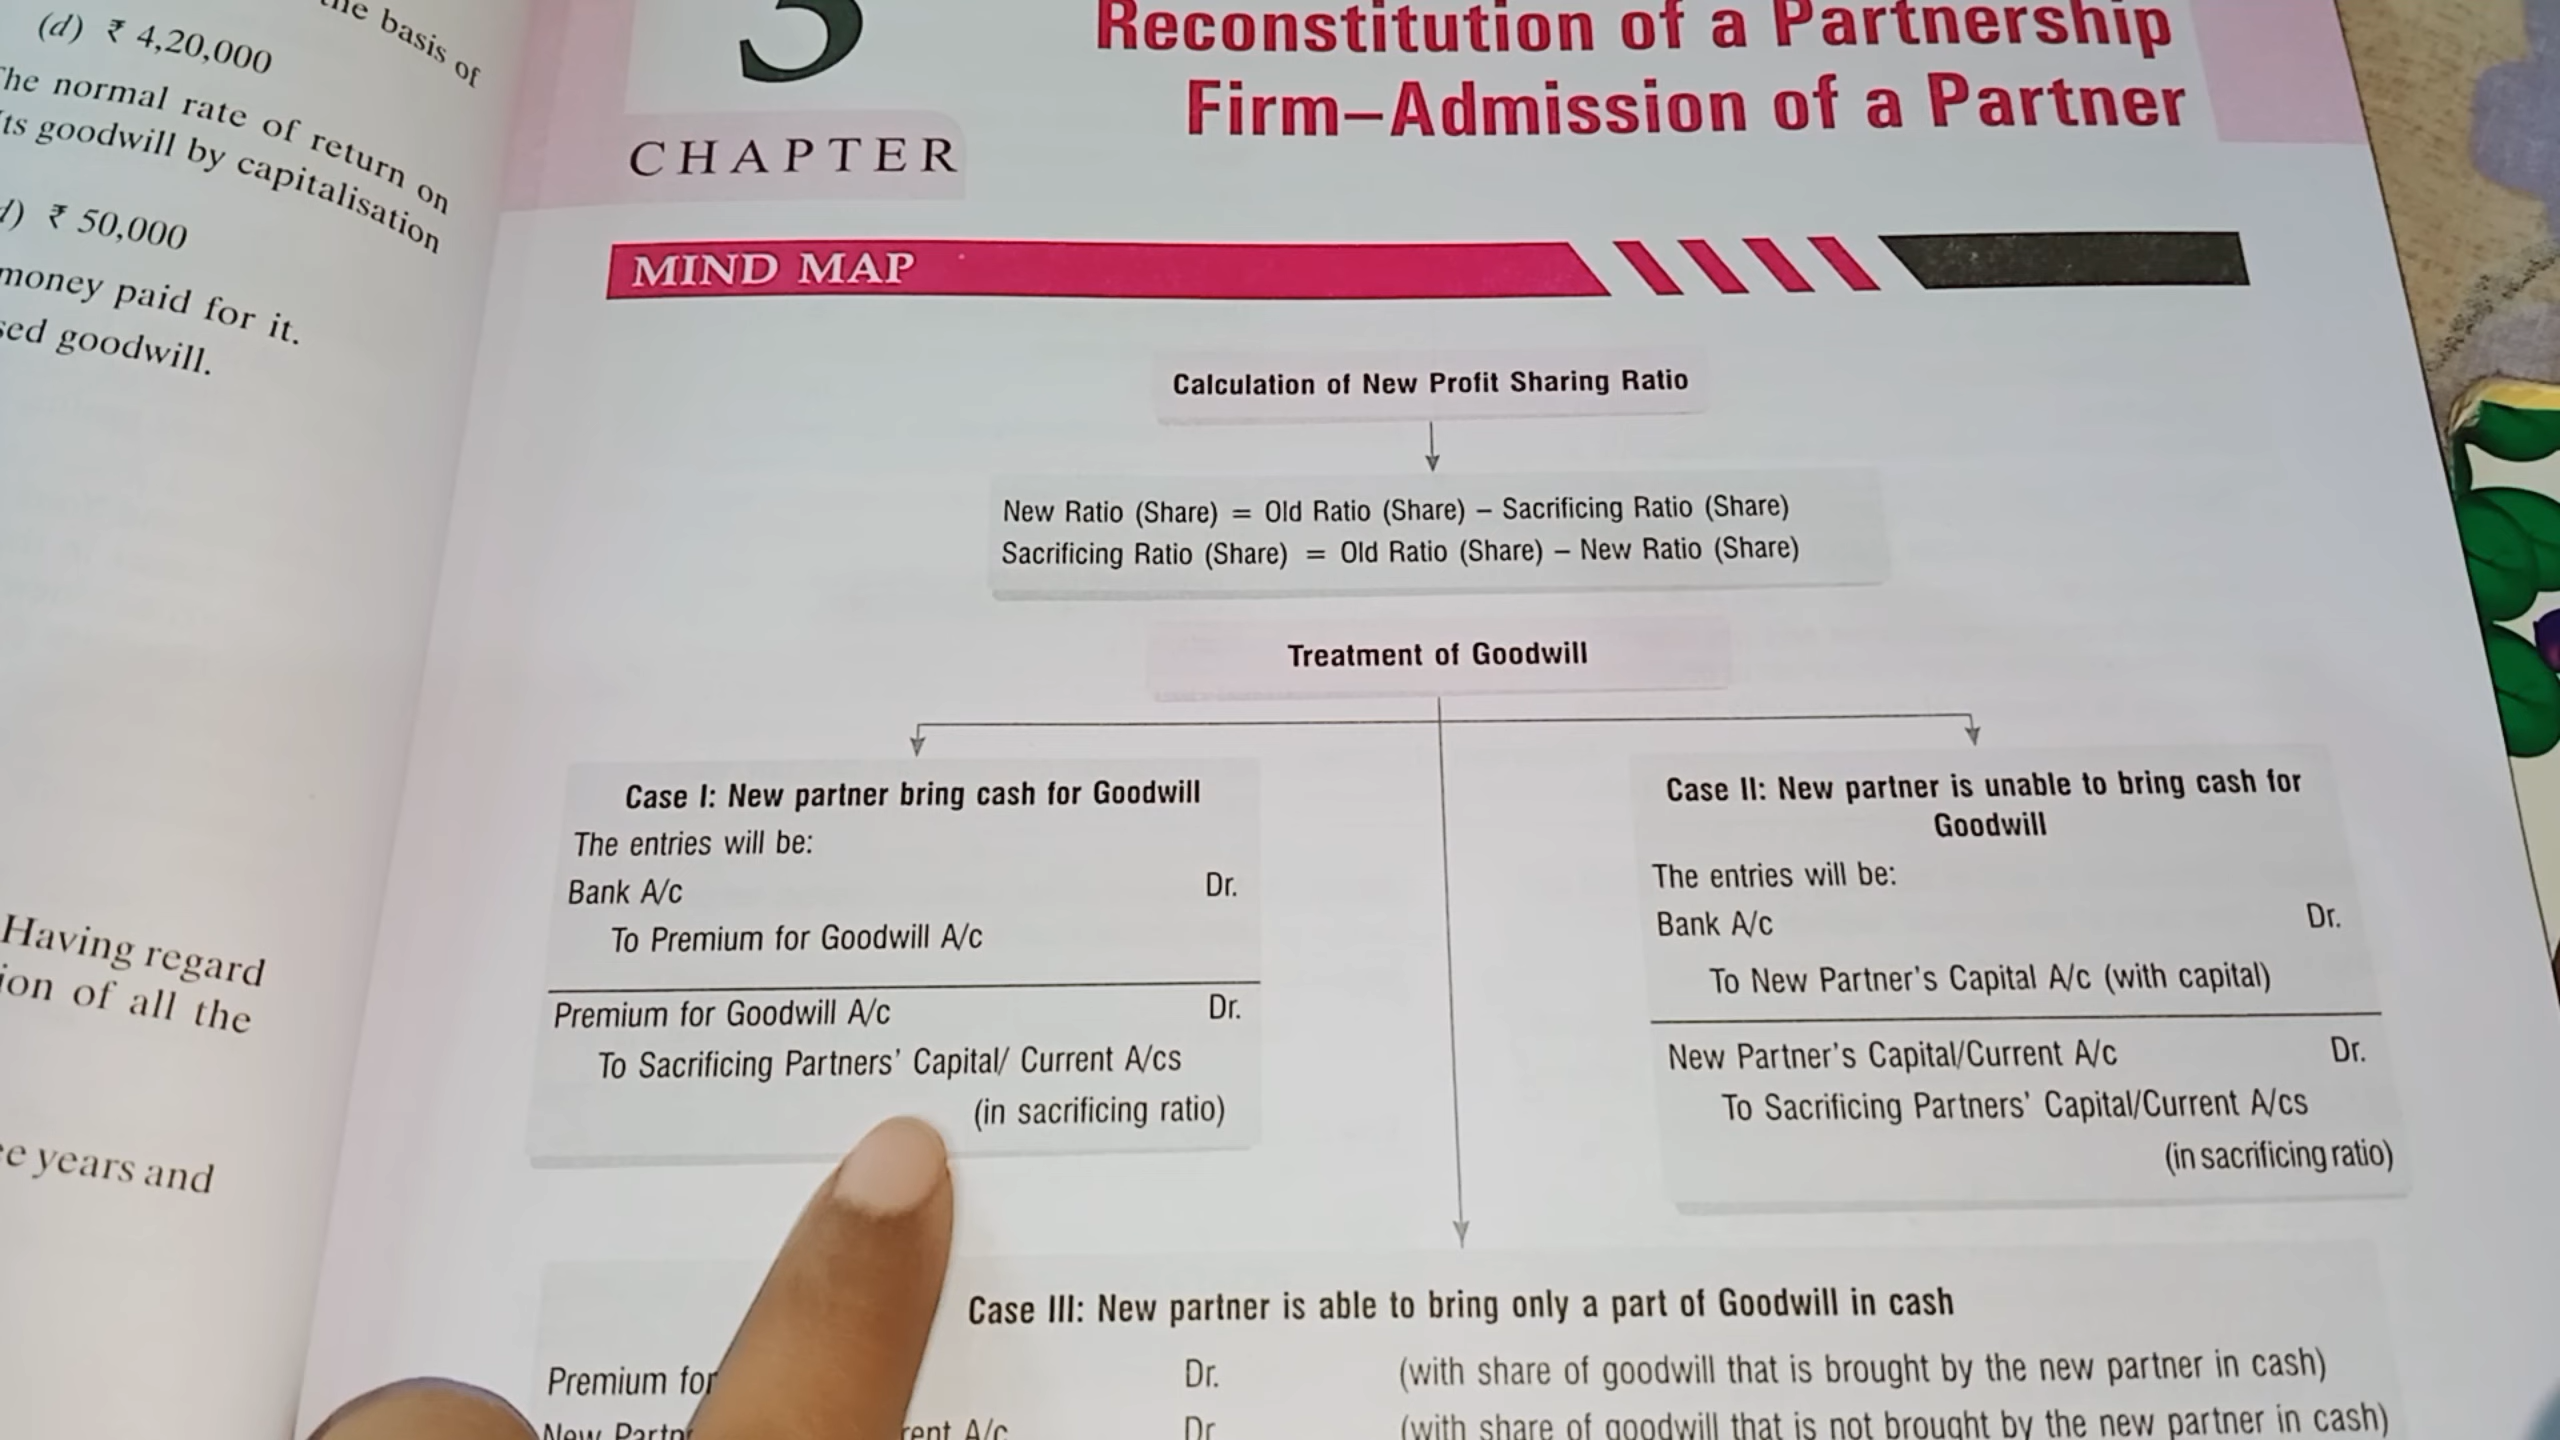 the basis of
(d) ₹ 4,20,000
The normal rate of return on
Its goodwill by capitalisation
₹ 50,000
money paid for it.
goodwill.
Having regard
of all the
years and
3
CHAPTER
Reconstitution of a Partnership
Firm–Admission of a Partner
MIND MAP
Calculation of New Profit Sharing Ratio
New Ratio (Share) = Old Ratio (Share) – Sacrificing Ratio (Share)
Sacrificing Ratio (Share) = Old Ratio (Share) – New Ratio (Share)
Treatment of Goodwill
Case I: New partner bring cash for Goodwill
The entries will be:
Bank A/c Dr.
To Premium for Goodwill A/c
Premium for Goodwill A/c Dr.
To Sacrificing Partners' Capital/ Current A/cs
(in sacrificing ratio)
Case II: New partner is unable to bring cash for
Goodwill
The entries will be:
Bank A/c Dr.
To New Partner's Capital A/c (with capital)
New Partner's Capital/Current A/c Dr.
To Sacrificing Partners' Capital/Current A/cs
(in sacrificing ratio)
Case III: New partner is able to bring only a part of Goodwill in cash
Premium for Dr. (with share of goodwill that is brought by the new partner in cash)
New A/c Dr (with share of goodwill that is not brought by the new partner in cash)